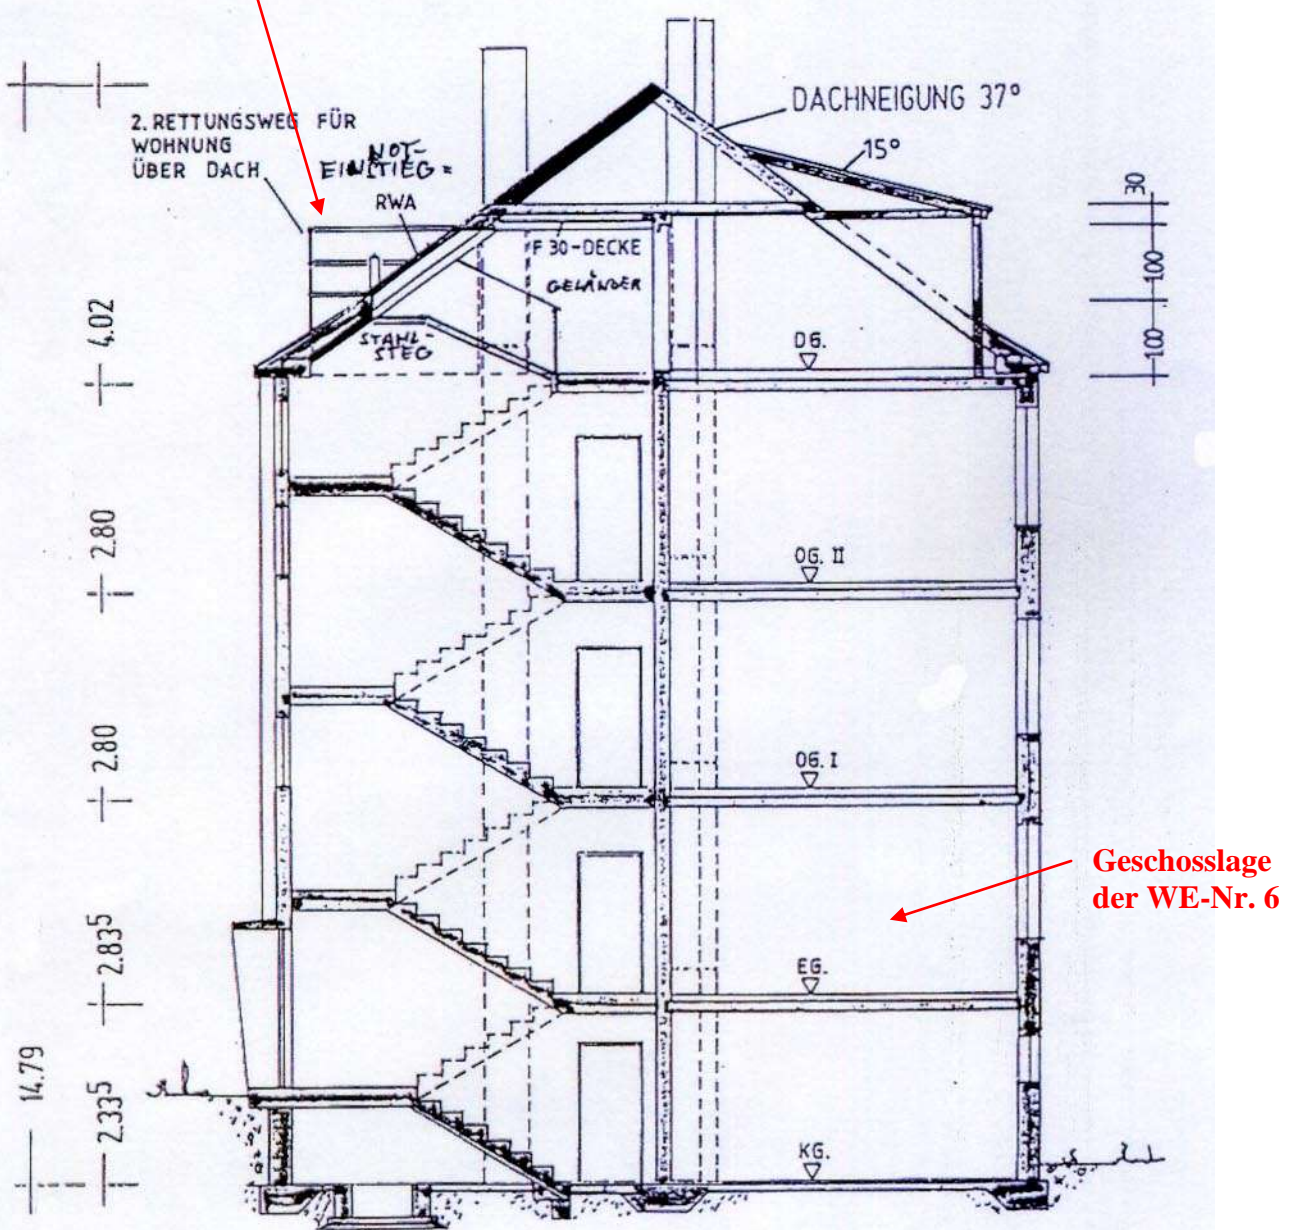 DACHNEIGUNG 37°
2. RETTUNGSWEG FÜR
WOHNUNG
ÜBER DACH
NOT-
EINSTIEG =
RWA
15°
30
F 30-DECKE
GELÄNDER
100
4.02
STAHL-
STEG
DG.
100
2.80
OG. II
2.80
OG. I
Geschosslage
der WE-Nr. 6
2.835
EG.
14.79
2.335
KG.